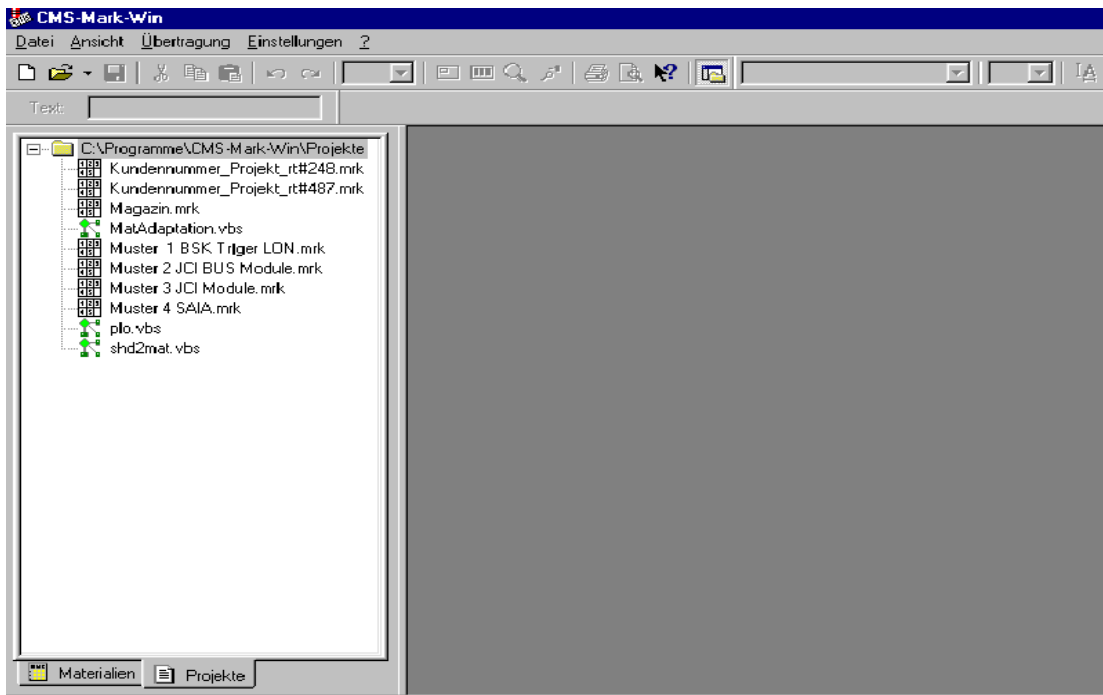 CMS-Mark-Win
Datei Ansicht Übertragung Einstellungen ?
Text:
C:\Programme\CMS-Mark-Win\Projekte
Kundennummer_Projekt_rt#248.mrk
Kundennummer_Projekt_rt#487.mrk
Magazin.mrk
MatAdaptation.vbs
Muster 1 BSK Triger LON.mrk
Muster 2 JCI BUS Module.mrk
Muster 3 JCI Module.mrk
Muster 4 SAIA.mrk
plo.vbs
shd2mat.vbs
Materialien Projekte